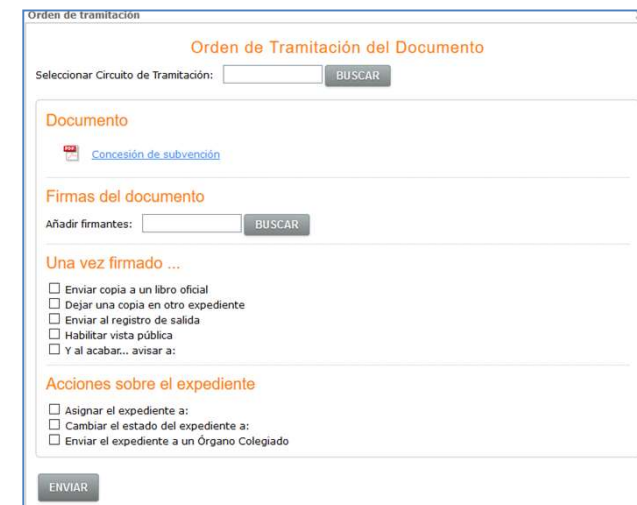 Orden de tramitación
Orden de Tramitación del Documento
Seleccionar Circuito de Tramitación: BUSCAR
Documento
Concesión de subvención
Firmas del documento
Añadir firmantes: BUSCAR
Una vez firmado ...
Enviar copia a un libro oficial
Dejar una copia en otro expediente
Enviar al registro de salida
Habilitar vista pública
Y al acabar... avisar a:
Acciones sobre el expediente
Asignar el expediente a:
Cambiar el estado del expediente a:
Enviar el expediente a un Órgano Colegiado
ENVIAR